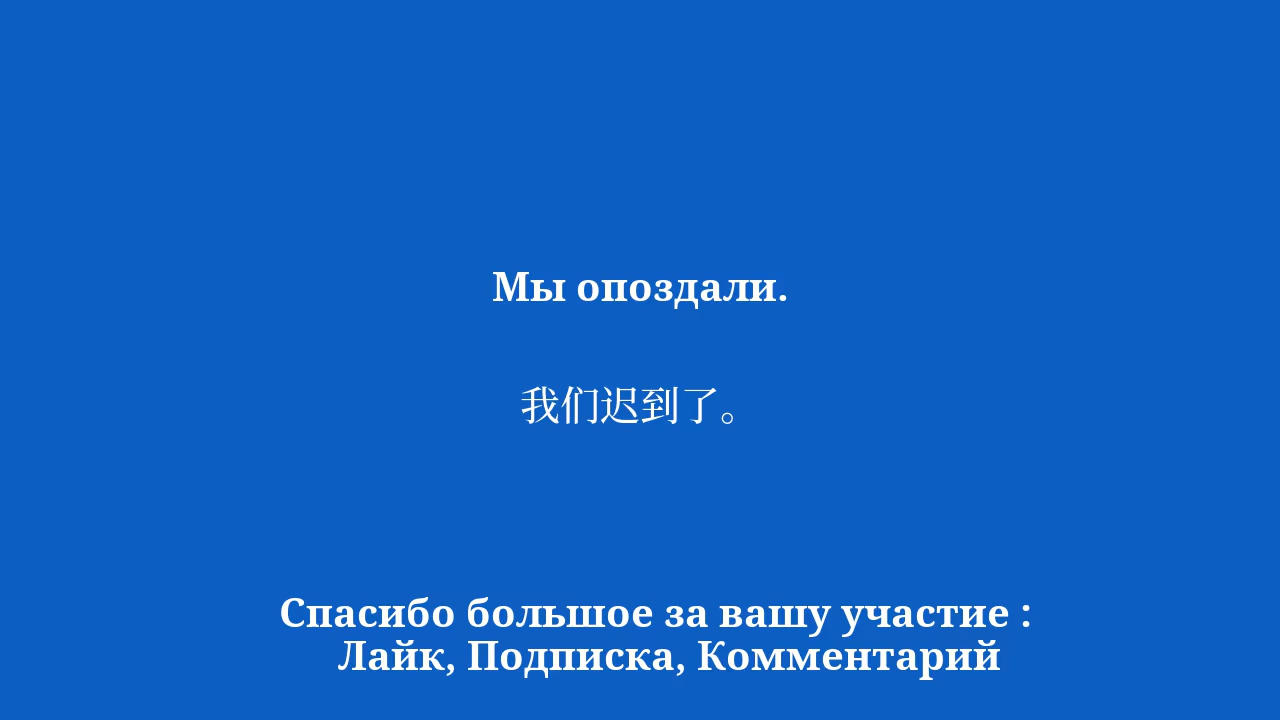 Мы опоздали.
我们迟到了。
Спасибо большое за вашу участие :
Лайк, Подписка, Комментарий